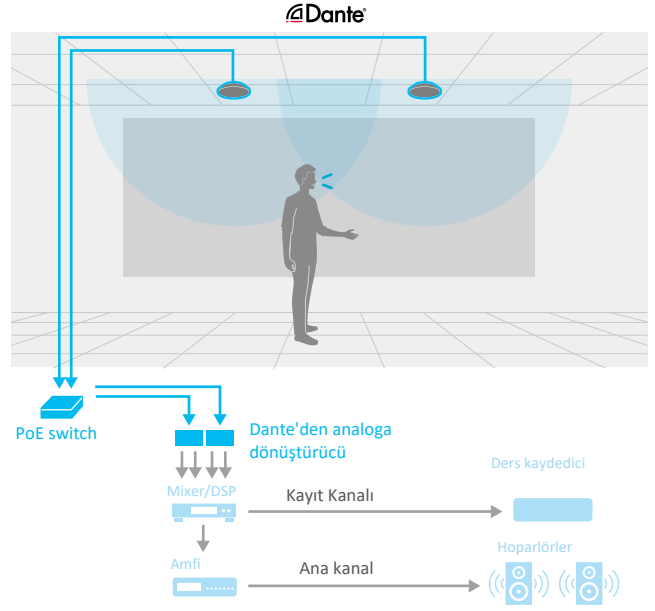 Dante
PoE switch
Dante'den analoga
dönüştürücü
Ders kaydedici
Mixer/DSP
Kayıt Kanalı
Hoparlörler
Amfi
Ana kanal